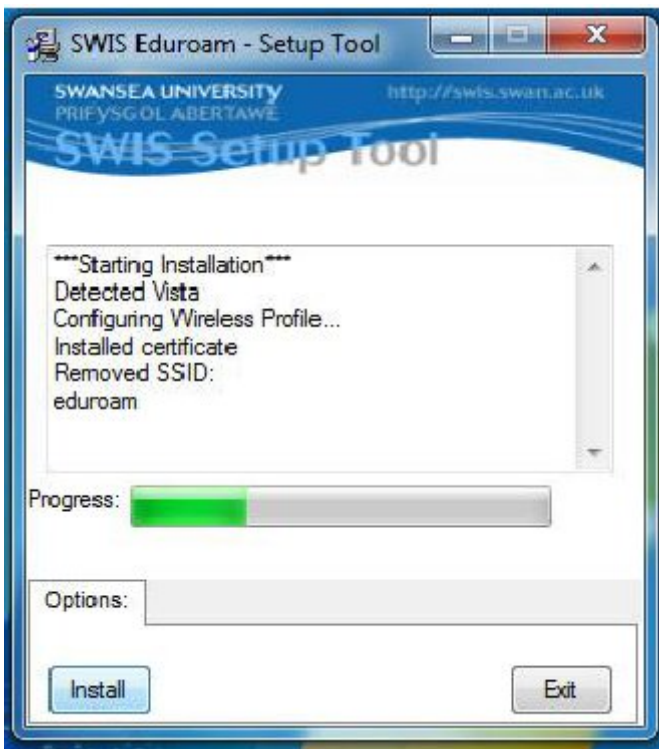 SWIS Eduroam - Setup Tool
SWANSEA UNIVERSITY http://swis.swan.ac.uk
PRIFYSGOL ABERTAWE
SWIS Setup Tool
***Starting Installation***
Detected Vista
Configuring Wireless Profile...
Installed certificate
Removed SSID:
eduroam
Progress:
Options:
Install Exit